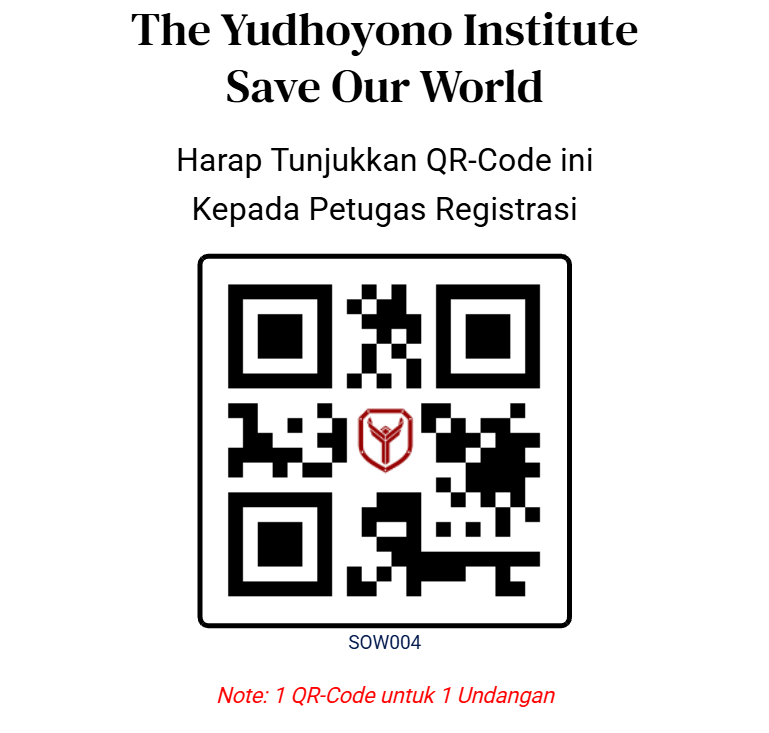 The Yudhoyono Institute
Save Our World
Harap Tunjukkan QR-Code ini
Kepada Petugas Registrasi
SOW004
Note: 1 QR-Code untuk 1 Undangan